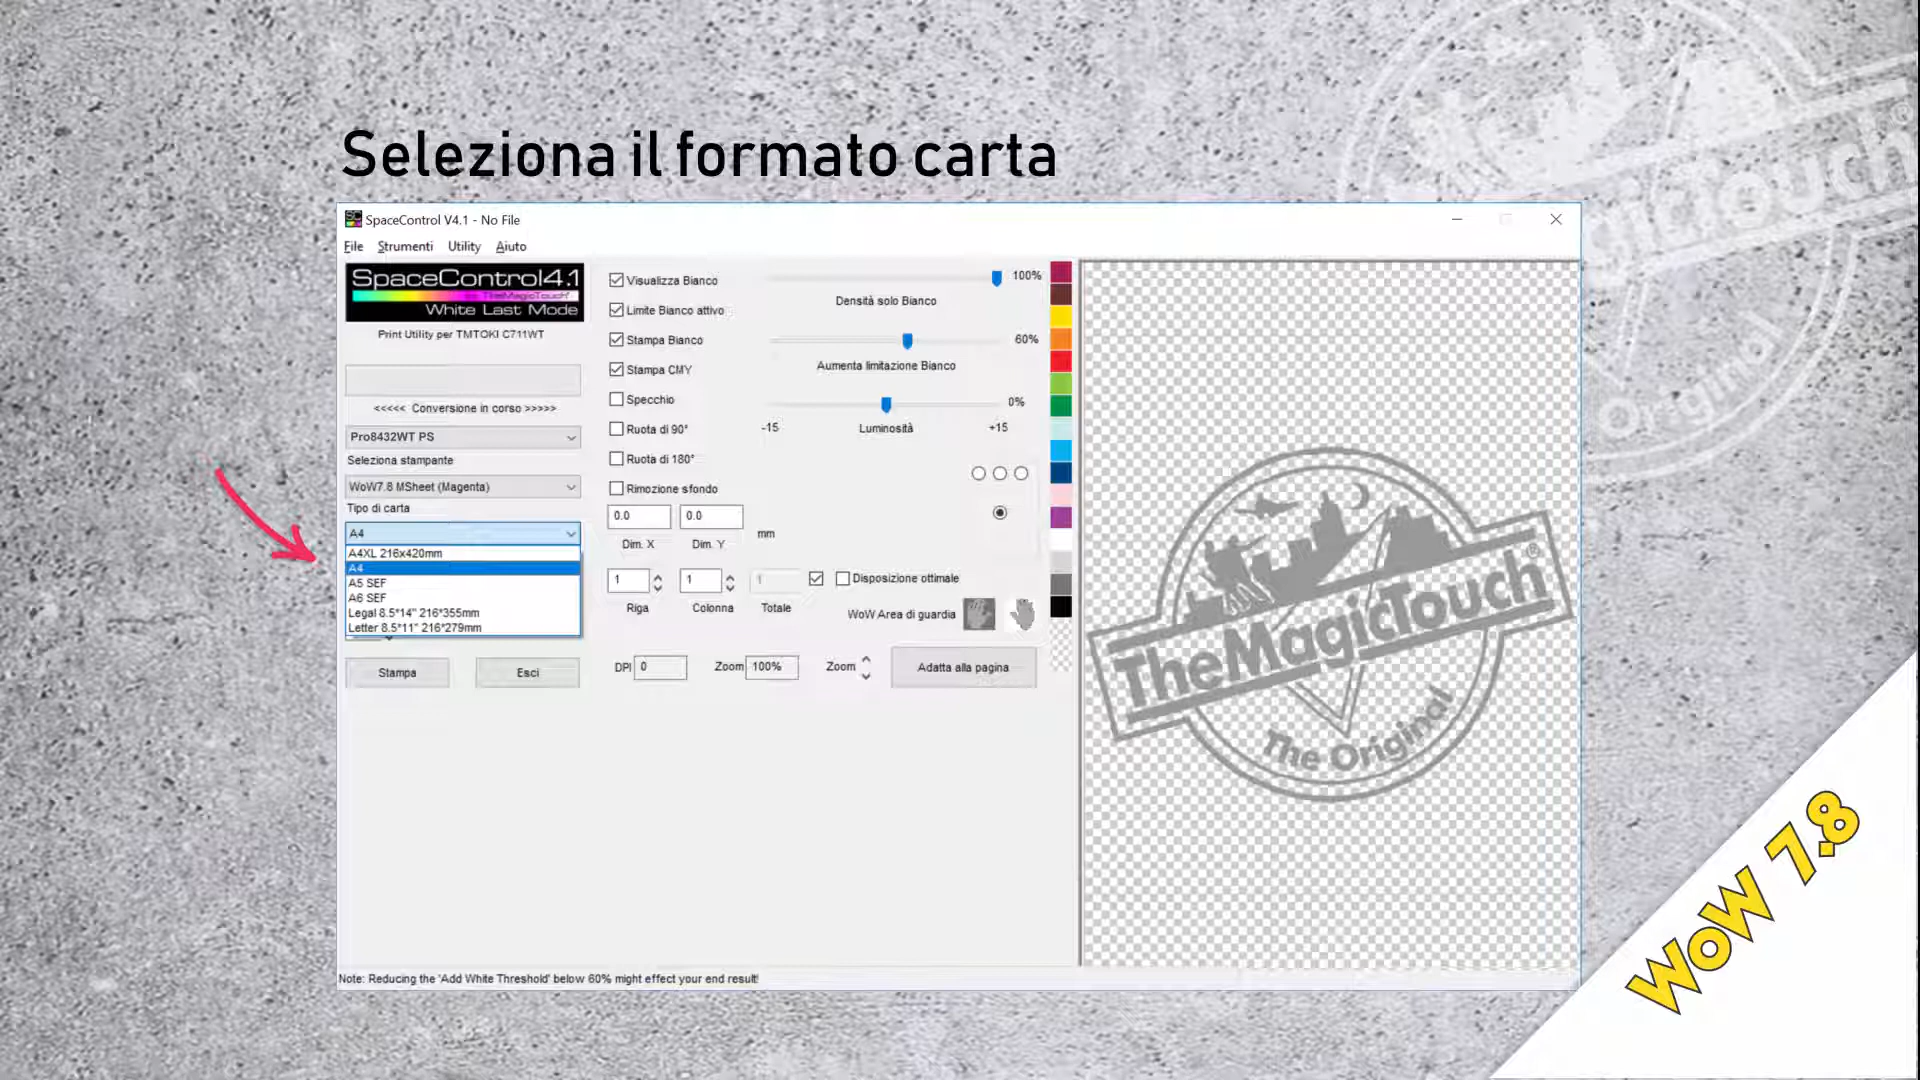 Seleziona il formato carta
SpaceControl V4.1 - No File
File Strumenti Utility Aiuto
SpaceControl4.1
by TheMagicTouch
White Last Mode
Print Utility per TMTOKI C711WT
<<<<< Conversione in corso >>>>>
Pro8432WT PS
Seleziona stampante
WoW7.8 MSheet (Magenta)
Tipo di carta
A4
A4XL 216x420mm
A4
A5 SEF
A6 SEF
Legal 8.5*14" 216*355mm
Letter 8.5*11" 216*279mm
Stampa
Esci
Visualizza Bianco
Limite Bianco attivo
Stampa Bianco
Stampa CMY
Specchio
Ruota di 90°
Ruota di 180°
Rimozione sfondo
0.0 0.0 mm
Dim. X Dim. Y
1 1 1 Disposizione ottimale
Riga Colonna Totale
WoW Area di guardia
DPI 0 Zoom 100% Zoom Adatta alla pagina
100%
Densità solo Bianco
60%
Aumenta limitazione Bianco
0%
-15 Luminosità +15
TheMagicTouch®
The Original
Note: Reducing the 'Add White Threshold' below 60% might effect your end result!
WoW 7.8
agicTouch®
Original